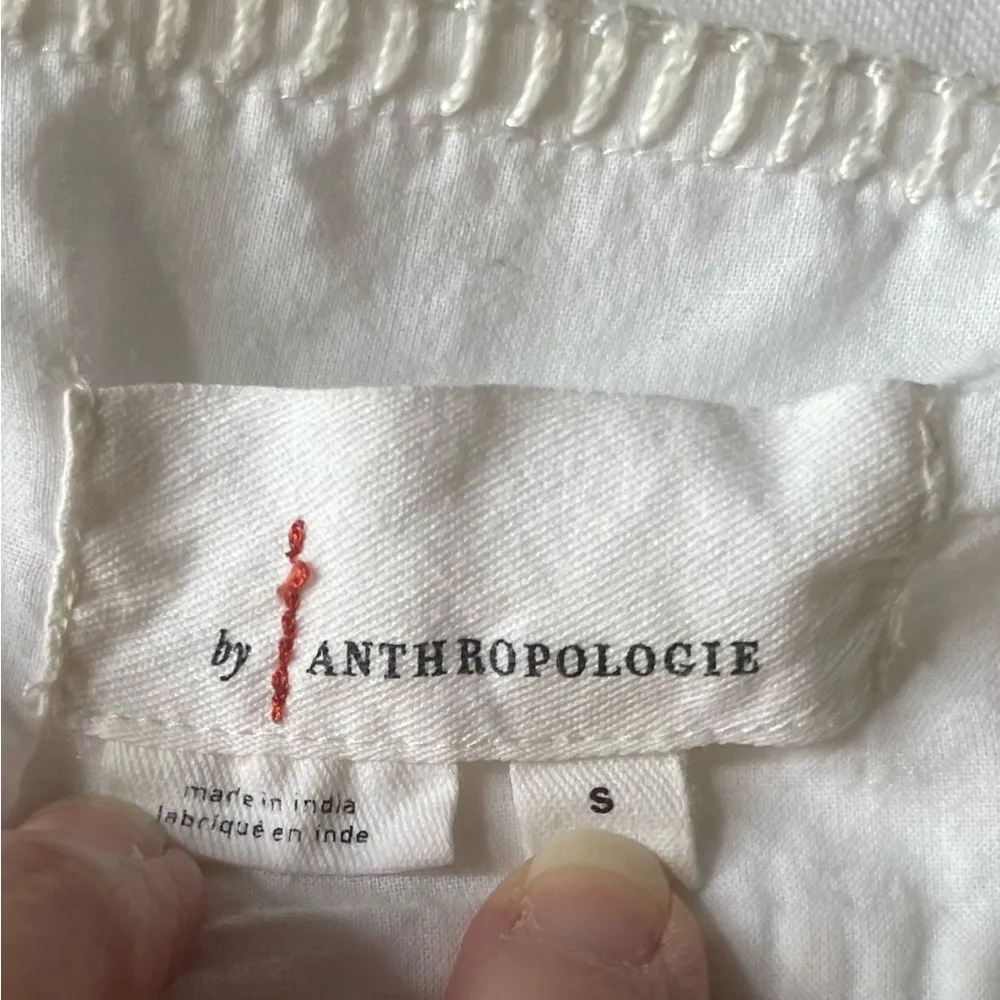 by ANTHROPOLOGIE
made in india
fabriqué en inde
S